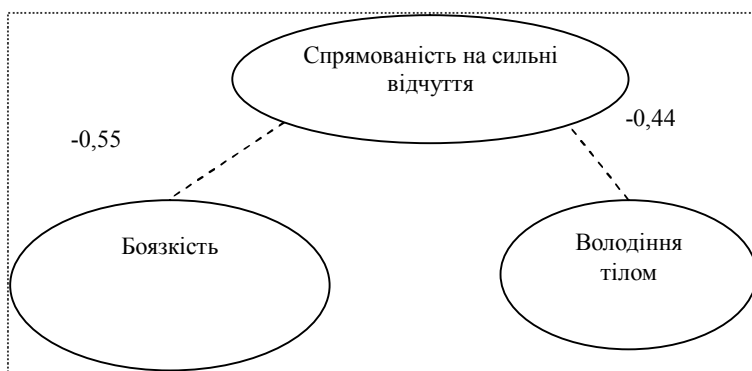 Спрямованість на сильні
відчуття
-0,55
-0,44
Боязкість
Володіння
тілом